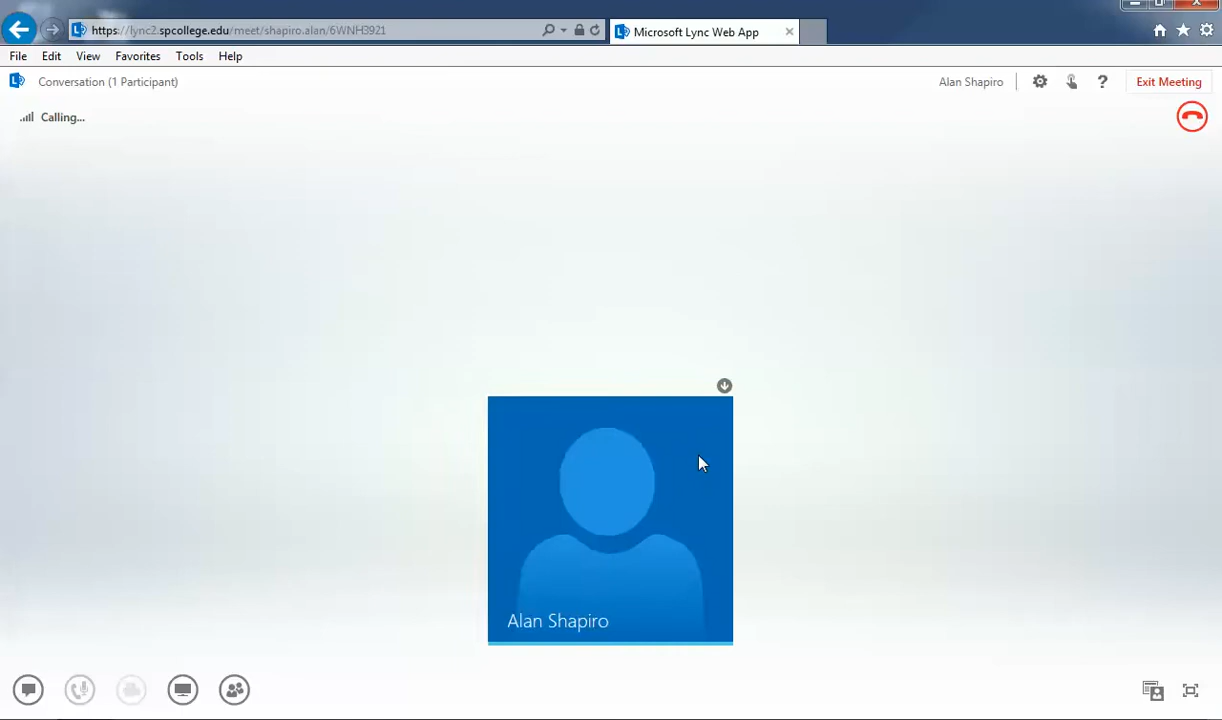 https://lync2.spcollege.edu/meet/shapiro.alan/6WNH3921
Microsoft Lync Web App
File Edit View Favorites Tools Help
Conversation (1 Participant)
Alan Shapiro
?
Exit Meeting
Calling...
Alan Shapiro